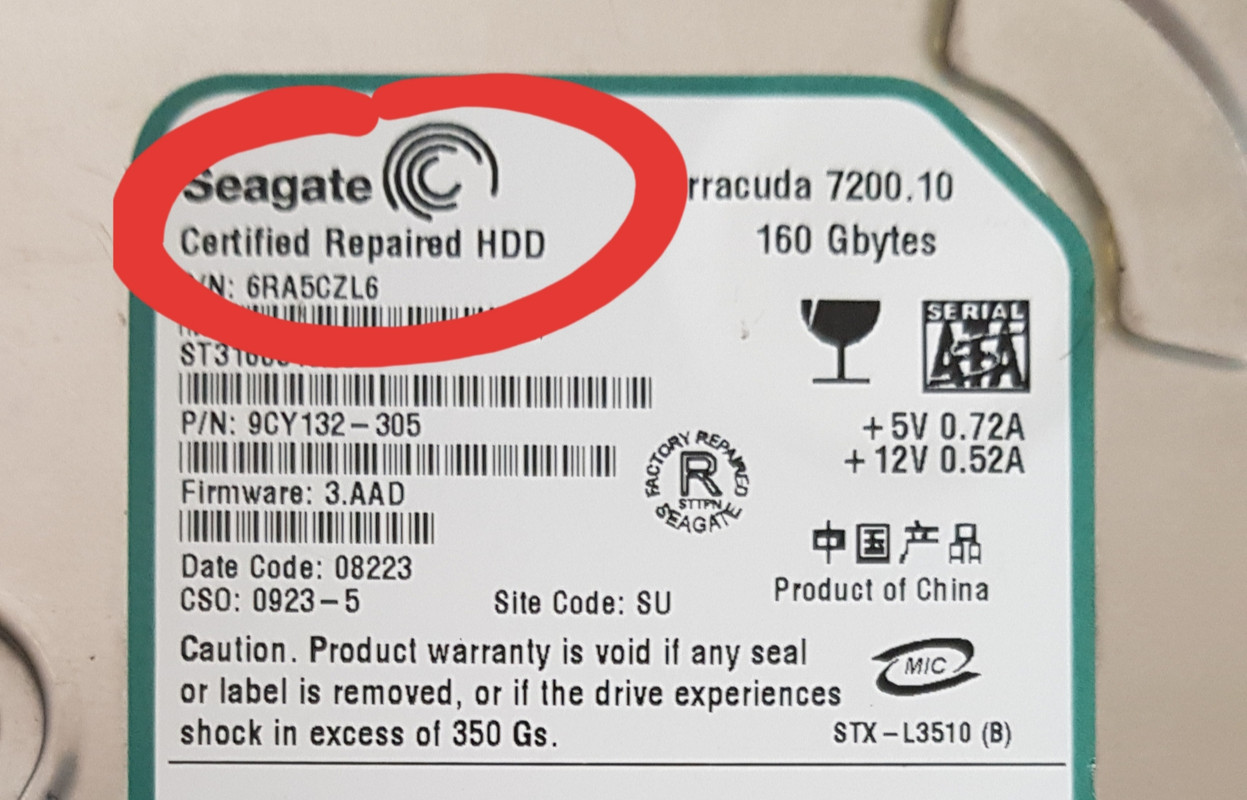 Seagate
rracuda 7200.10
Certified Repaired HDD
160 Gbytes
N: 6RA5CZL6
SERIAL
ATA
P/N: 9CY132-305
+5V 0.72A
+12V 0.52A
FACTORY REPAIRED
R
STTPN
SEAGATE
Firmware: 3.AAD
中国产品
Product of China
Date Code: 08223
CSO: 0923-5
Site Code: SU
Caution. Product warranty is void if any seal
or label is removed, or if the drive experiences
shock in excess of 350 Gs.
MIC
STX-L3510 (B)